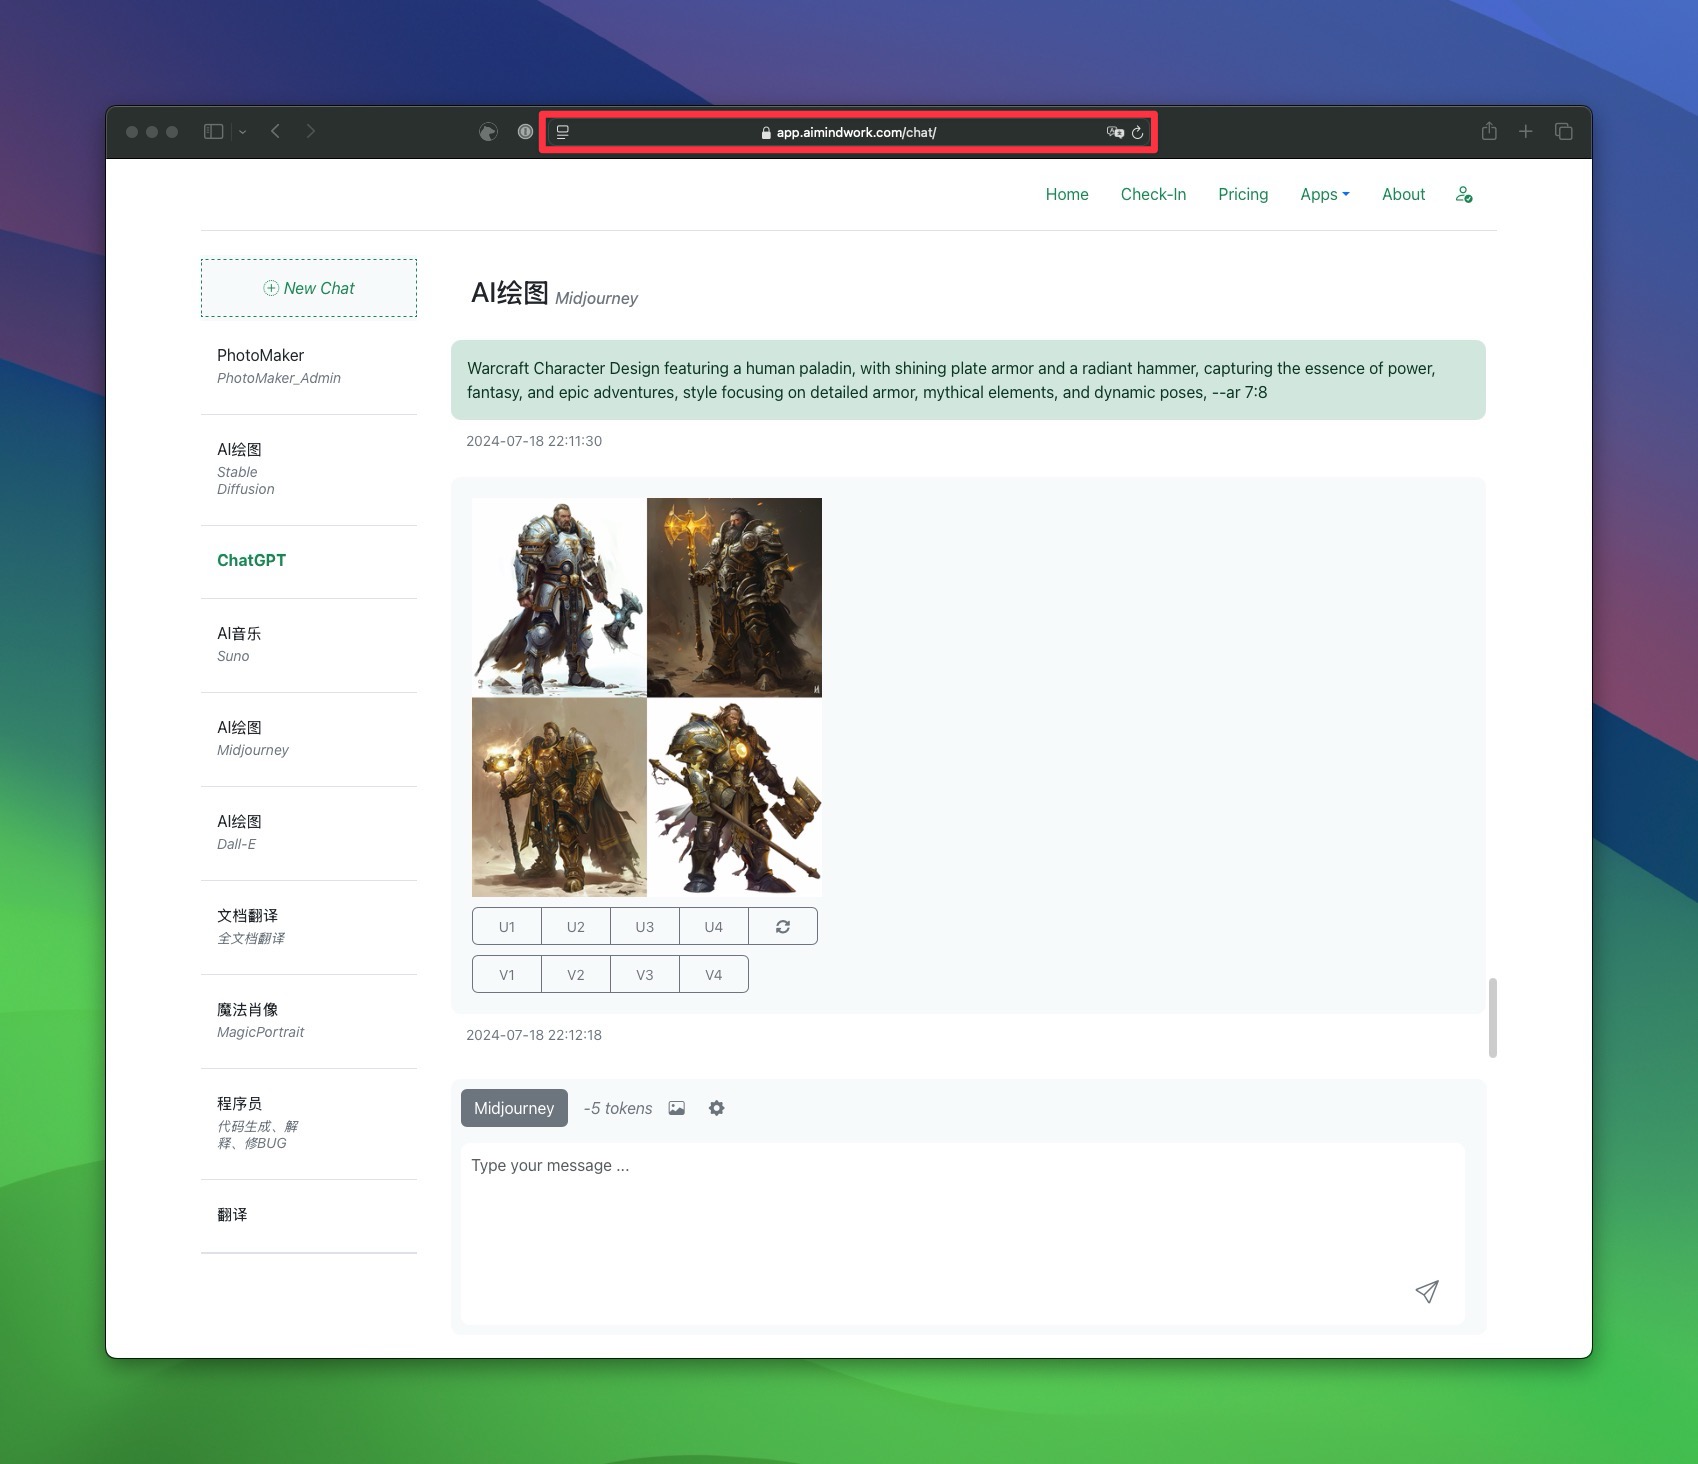 app.aimindwork.com/chat/
Home Check-In Pricing Apps About
New Chat
PhotoMaker
PhotoMaker_Admin
AI绘图
Stable
Diffusion
ChatGPT
AI音乐
Suno
AI绘图
Midjourney
AI绘图
Dall-E
文档翻译
全文档翻译
魔法肖像
MagicPortrait
程序员
代码生成、解
释、修BUG
翻译
AI绘图 Midjourney
Warcraft Character Design featuring a human paladin, with shining plate armor and a radiant hammer, capturing the essence of power,
fantasy, and epic adventures, style focusing on detailed armor, mythical elements, and dynamic poses, --ar 7:8
2024-07-18 22:11:30
U1 U2 U3 U4
V1 V2 V3 V4
2024-07-18 22:12:18
Midjourney -5 tokens
Type your message ...